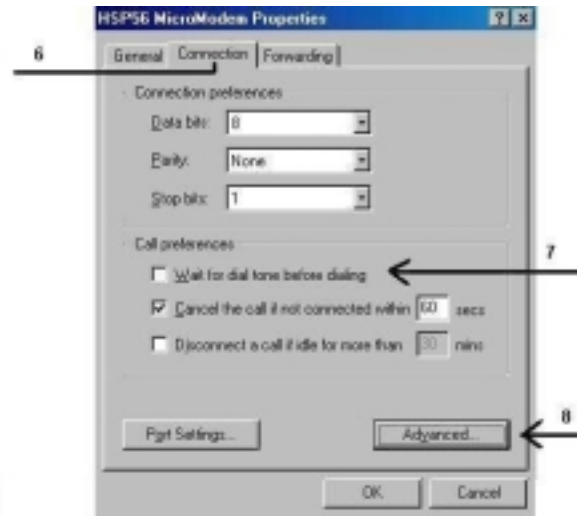 HSP56 MicroModem Properties
6
General Connection Forwarding
Connection preferences
Data bits: 8
Parity: None
Stop bits: 1
Call preferences
7
Wait for dial tone before dialing
Cancel the call if not connected within 60 secs
Disconnect a call if idle for more than 30 mins
8
Port Settings... Advanced...
OK Cancel